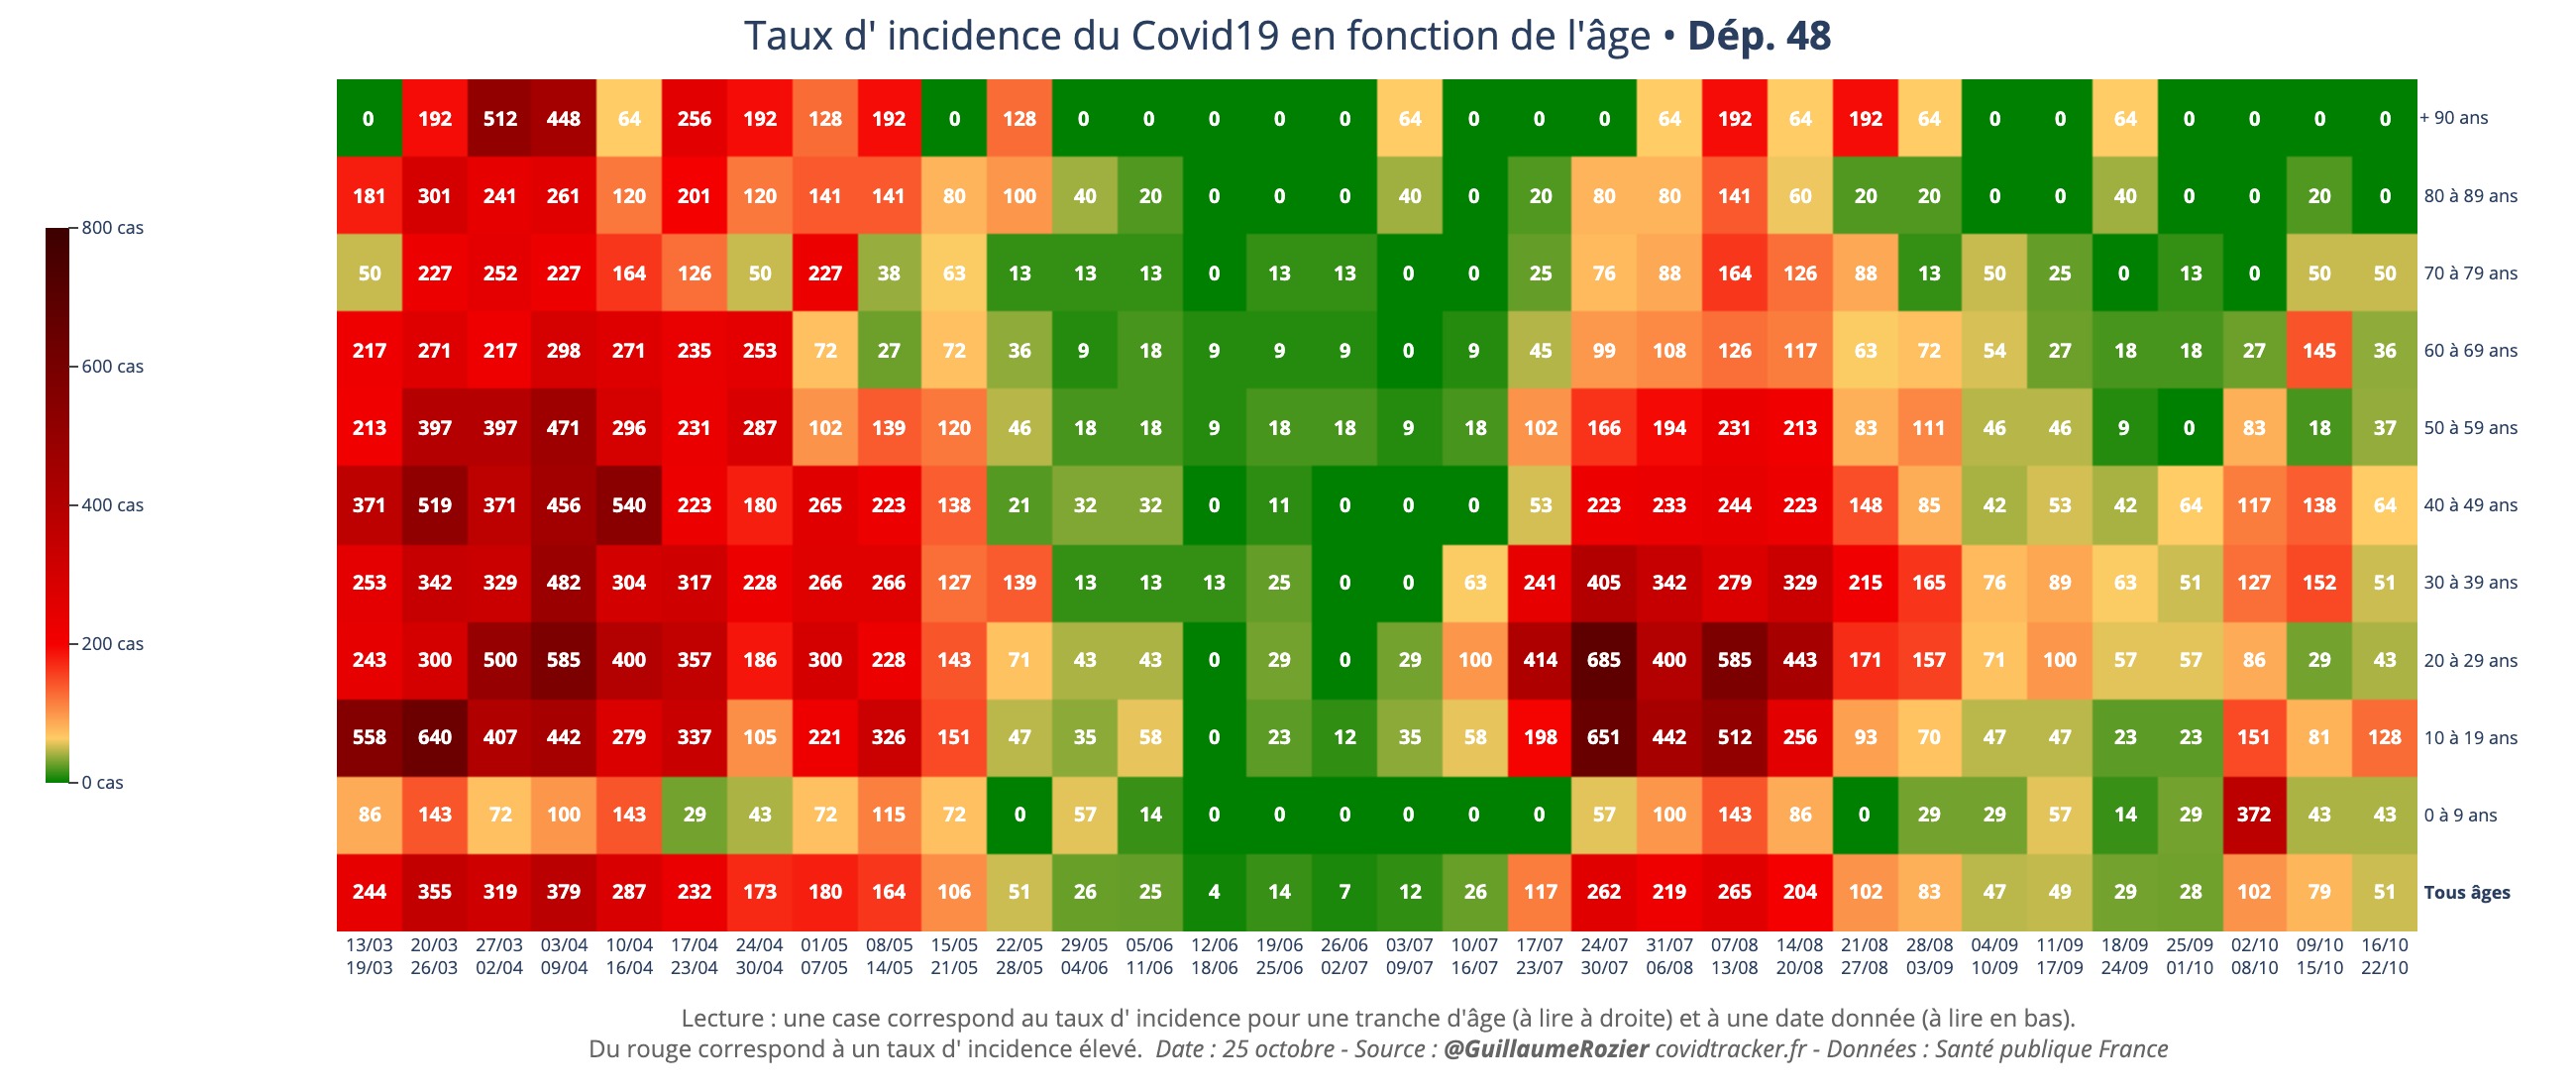 Taux d' incidence du Covid19 en fonction de l'âge • Dép. 48
800 cas
600 cas
400 cas
200 cas
0 cas
0 192 512 448 64 256 192 128 192 0 128 0 0 0 0 0 64 0 0 0 64 192 64 192 64 0 0 64 0 0 0 0 + 90 ans
181 301 241 261 120 201 120 141 141 80 100 40 20 0 0 0 40 0 20 80 80 141 60 20 20 0 0 40 0 0 20 0 80 à 89 ans
50 227 252 227 164 126 50 227 38 63 13 13 13 0 13 13 0 0 25 76 88 164 126 88 13 50 25 0 13 0 50 50 70 à 79 ans
217 271 217 298 271 235 253 72 27 72 36 9 18 9 9 9 0 9 45 99 108 126 117 63 72 54 27 18 18 27 145 36 60 à 69 ans
213 397 397 471 296 231 287 102 139 120 46 18 18 9 18 18 9 18 102 166 194 231 213 83 111 46 46 9 0 83 18 37 50 à 59 ans
371 519 371 456 540 223 180 265 223 138 21 32 32 0 11 0 0 0 53 223 233 244 223 148 85 42 53 42 64 117 138 64 40 à 49 ans
253 342 329 482 304 317 228 266 266 127 139 13 13 13 25 0 0 63 241 405 342 279 329 215 165 76 89 63 51 127 152 51 30 à 39 ans
243 300 500 585 400 357 186 300 228 143 71 43 43 0 29 0 29 100 414 685 400 585 443 171 157 71 100 57 57 86 29 43 20 à 29 ans
558 640 407 442 279 337 105 221 326 151 47 35 58 0 23 12 35 58 198 651 442 512 256 93 70 47 47 23 23 151 81 128 10 à 19 ans
86 143 72 100 143 29 43 72 115 72 0 57 14 0 0 0 0 0 0 57 100 143 86 0 29 29 57 14 29 372 43 43 0 à 9 ans
244 355 319 379 287 232 173 180 164 106 51 26 25 4 14 7 12 26 117 262 219 265 204 102 83 47 49 29 28 102 79 51 Tous âges
13/03 20/03 27/03 03/04 10/04 17/04 24/04 01/05 08/05 15/05 22/05 29/05 05/06 12/06 19/06 26/06 03/07 10/07 17/07 24/07 31/07 07/08 14/08 21/08 28/08 04/09 11/09 18/09 25/09 02/10 09/10 16/10
19/03 26/03 02/04 09/04 16/04 23/04 30/04 07/05 14/05 21/05 28/05 04/06 11/06 18/06 25/06 02/07 09/07 16/07 23/07 30/07 06/08 13/08 20/08 27/08 03/09 10/09 17/09 24/09 01/10 08/10 15/10 22/10
Lecture : une case correspond au taux d' incidence pour une tranche d'âge (à lire à droite) et à une date donnée (à lire en bas).
Du rouge correspond à un taux d' incidence élevé. Date : 25 octobre - Source : @GuillaumeRozier covidtracker.fr - Données : Santé publique France